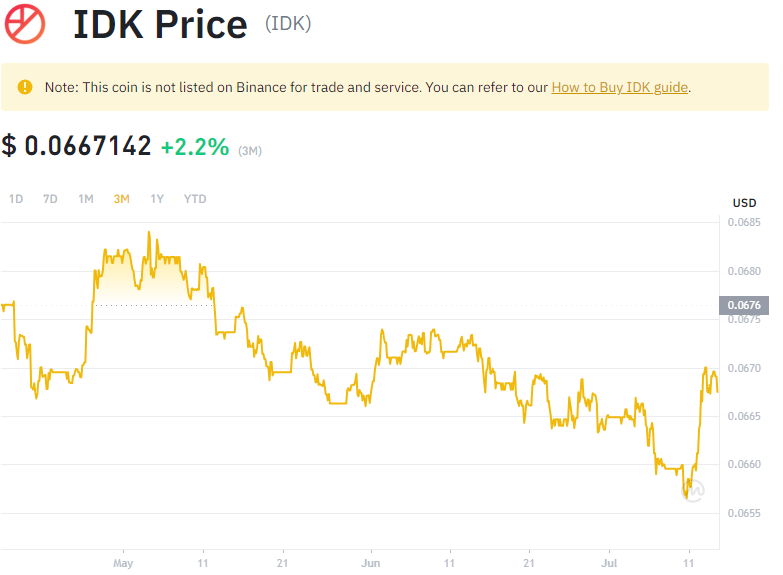 IDK Price (IDK)
Note: This coin is not listed on Binance for trade and service. You can refer to our How to Buy IDK guide.
$ 0.0667142 +2.2% (3M)
1D 7D 1M 3M 1Y YTD
USD
0.0685
0.0680
0.0676
0.0675
0.0670
0.0665
0.0660
0.0655
May 11 21 Jun 11 21 Jul 11